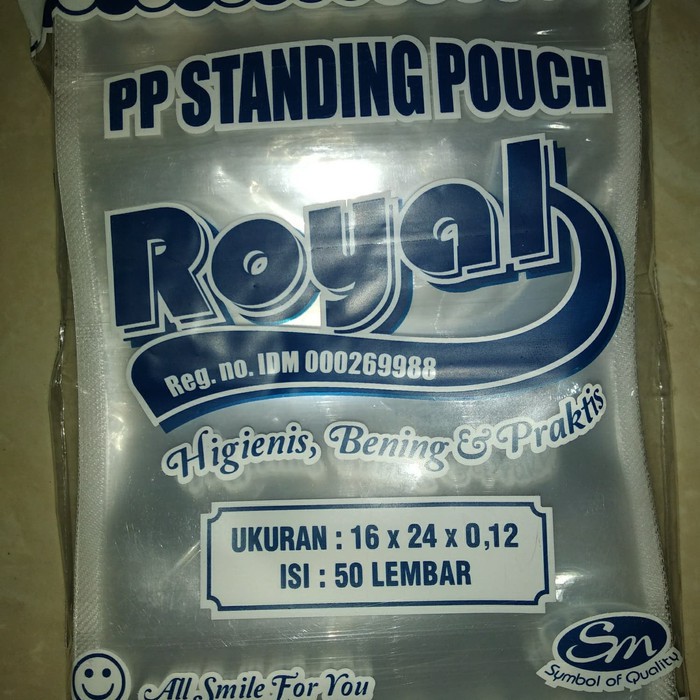 PP STANDING POUCH
Royal
Reg. no. IDM 000269988
Higienis, Bening & Praktis
UKURAN : 16 x 24 x 0,12
ISI : 50 LEMBAR
Sm
Symbol of Quality
All Smile For You